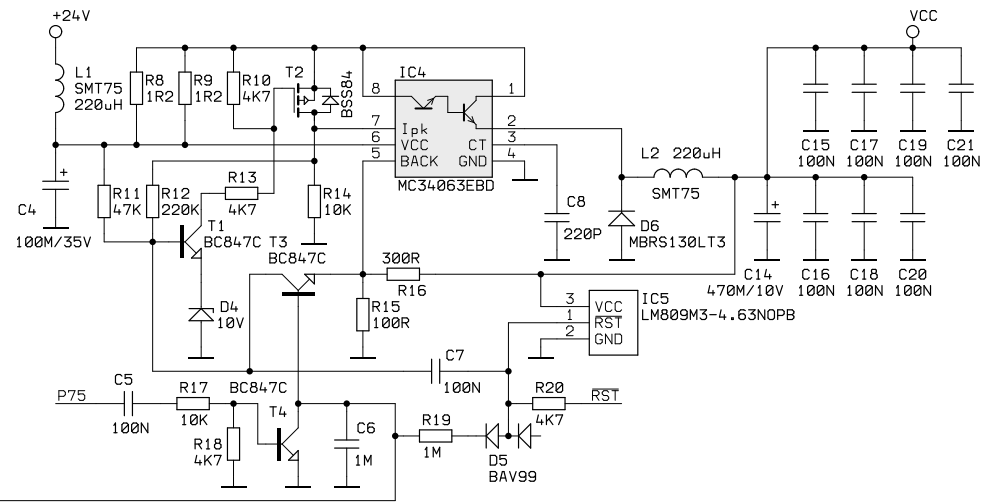 +24V
VCC
L1
SMT75
220uH
R8
1R2
R9
1R2
R10
4K7
T2
BSS84
IC4
8
1
7
Ipk
2
6
VCC
CT
3
5
BACK
GND
4
MC34063EBD
C15
100N
C17
100N
C19
100N
C21
100N
L2 220uH
SMT75
C4
100M/35V
R11
47K
R12
220K
R13
4K7
R14
10K
C8
220P
D6
MBRS130LT3
T1
BC847C
T3
BC847C
300R
R16
C14
470M/10V
C16
100N
C18
100N
C20
100N
D4
10V
R15
100R
3
VCC
1
RST
2
GND
IC5
LM809M3-4.63NOPB
C7
100N
P75
C5
100N
R17
10K
BC847C
T4
R18
4K7
C6
1M
R19
1M
D5
BAV99
R20
4K7
RST